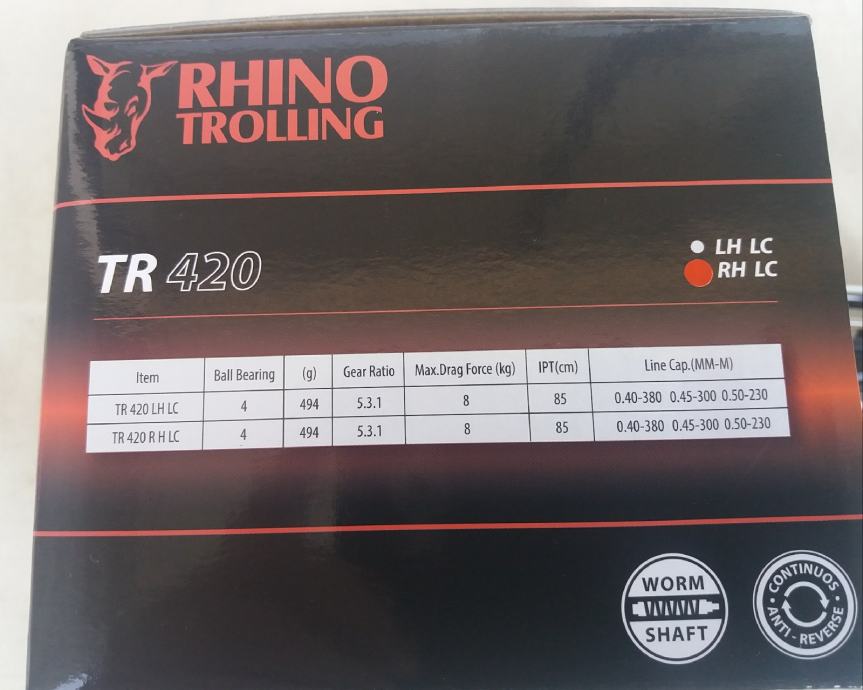 RHINO
TROLLING
TR 420
LH LC
RH LC
Item Ball Bearing (g) Gear Ratio Max.Drag Force (kg) IPT(cm) Line Cap.(MM-M)
TR 420 LH LC 4 494 5.3.1 8 85 0.40-380 0.45-300 0.50-230
TR 420 R H LC 4 494 5.3.1 8 85 0.40-380 0.45-300 0.50-230
WORM
SHAFT
CONTINUOS
ANTI - REVERSE